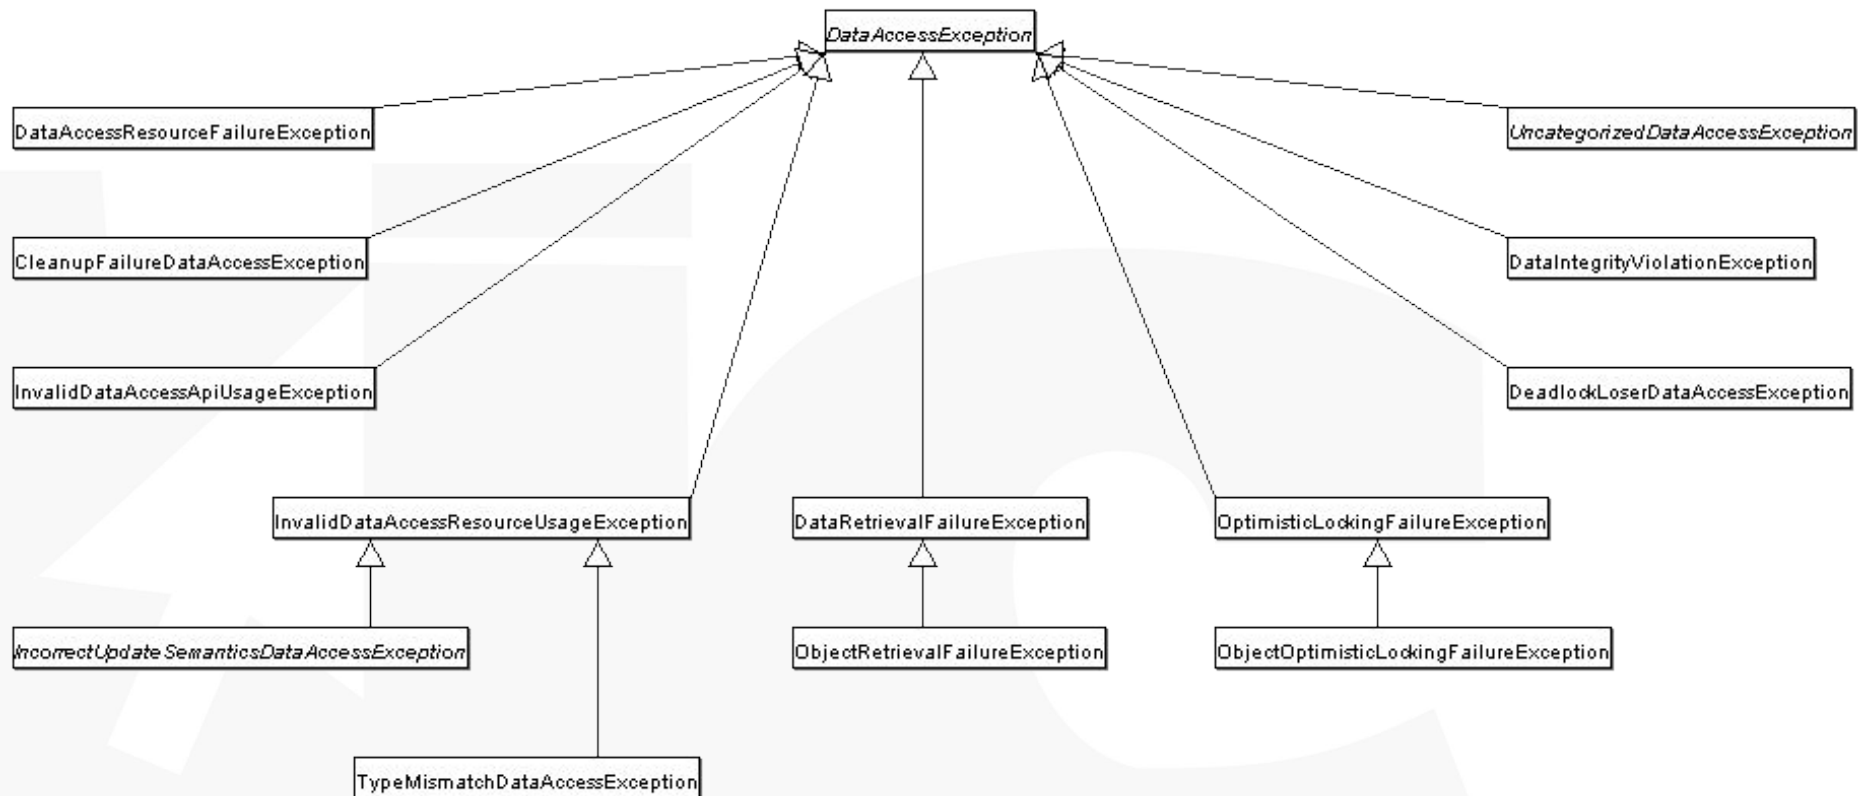 DataAccessException
DataAccessResourceFailureException
UncategorizedDataAccessException
CleanupFailureDataAccessException
DataIntegrityViolationException
InvalidDataAccessApiUsageException
DeadlockLoserDataAccessException
InvalidDataAccessResourceUsageException
DataRetrievalFailureException
OptimisticLockingFailureException
IncorrectUpdateSemanticsDataAccessException
ObjectRetrievalFailureException
ObjectOptimisticLockingFailureException
TypeMismatchDataAccessException